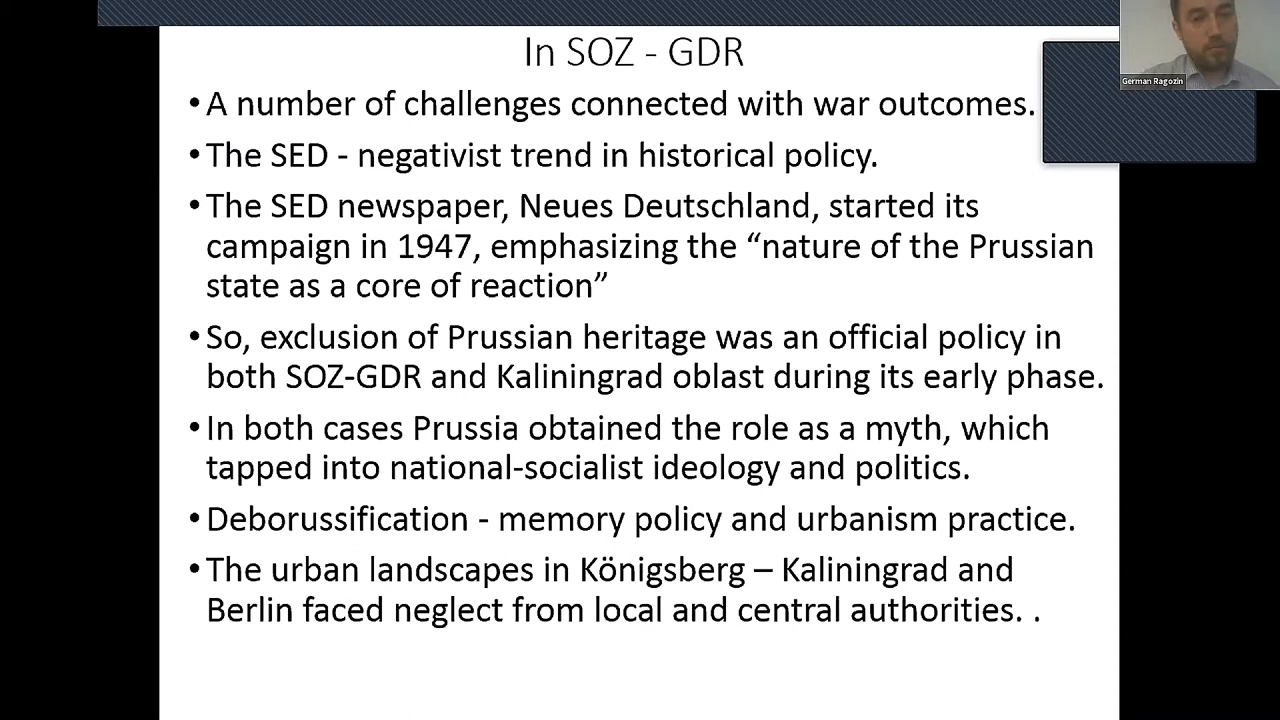 In SOZ - GDR
German Ragozin
• A number of challenges connected with war outcomes.
• The SED - negativist trend in historical policy.
• The SED newspaper, Neues Deutschland, started its
campaign in 1947, emphasizing the “nature of the Prussian
state as a core of reaction”
• So, exclusion of Prussian heritage was an official policy in
both SOZ-GDR and Kaliningrad oblast during its early phase.
• In both cases Prussia obtained the role as a myth, which
tapped into national-socialist ideology and politics.
• Deborussification - memory policy and urbanism practice.
• The urban landscapes in Königsberg – Kaliningrad and
Berlin faced neglect from local and central authorities. .